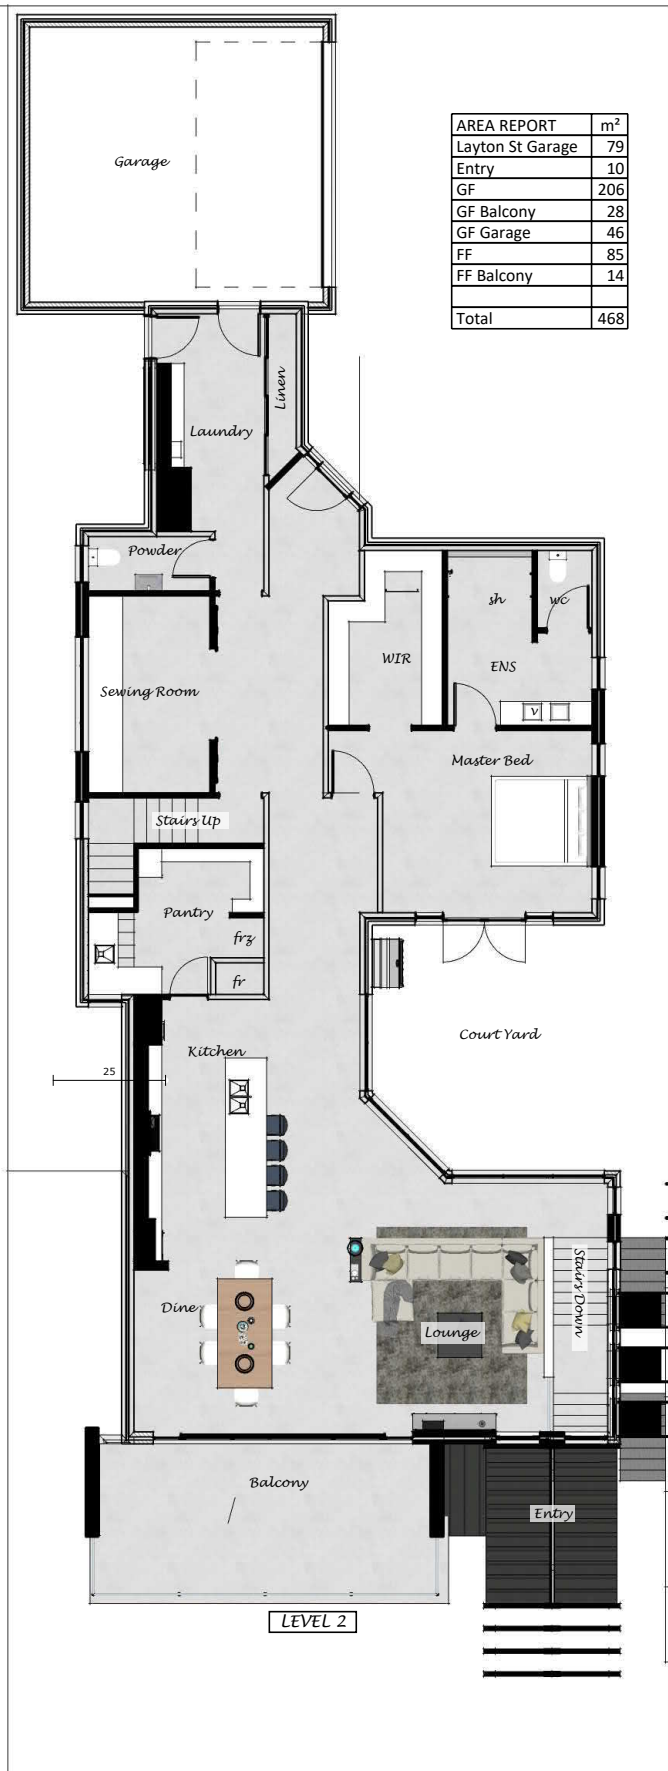 Garage
AREA REPORT m²
Layton St Garage 79
Entry 10
GF 206
GF Balcony 28
GF Garage 46
FF 85
FF Balcony 14
Total 468
Linen
Laundry
Powder
sh
wc
WIR
ENS
Sewing Room
v
Master Bed
Stairs Up
Pantry
frz
fr
Court Yard
Kitchen
25
Stairs Down
Dine
Lounge
Balcony
Entry
LEVEL 2